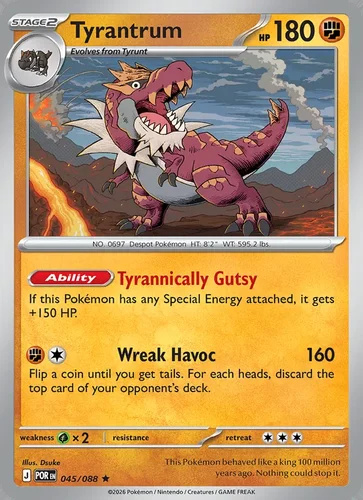 STAGE2
Tyrantrum
HP 180
Evolves from Tyrunt
NO. 0697 Despot Pokémon HT: 8'2" WT: 595.2 lbs.
Ability Tyrannically Gutsy
If this Pokémon has any Special Energy attached, it gets
+150 HP.
Wreak Havoc 160
Flip a coin until you get tails. For each heads, discard the
top card of your opponent's deck.
weakness ×2 resistance retreat
Illus. Dsuke
J POR EN 045/088 ★
This Pokémon behaved like a king 100 million
years ago. Nothing could stop it.
©2026 Pokémon / Nintendo / Creatures / GAME FREAK